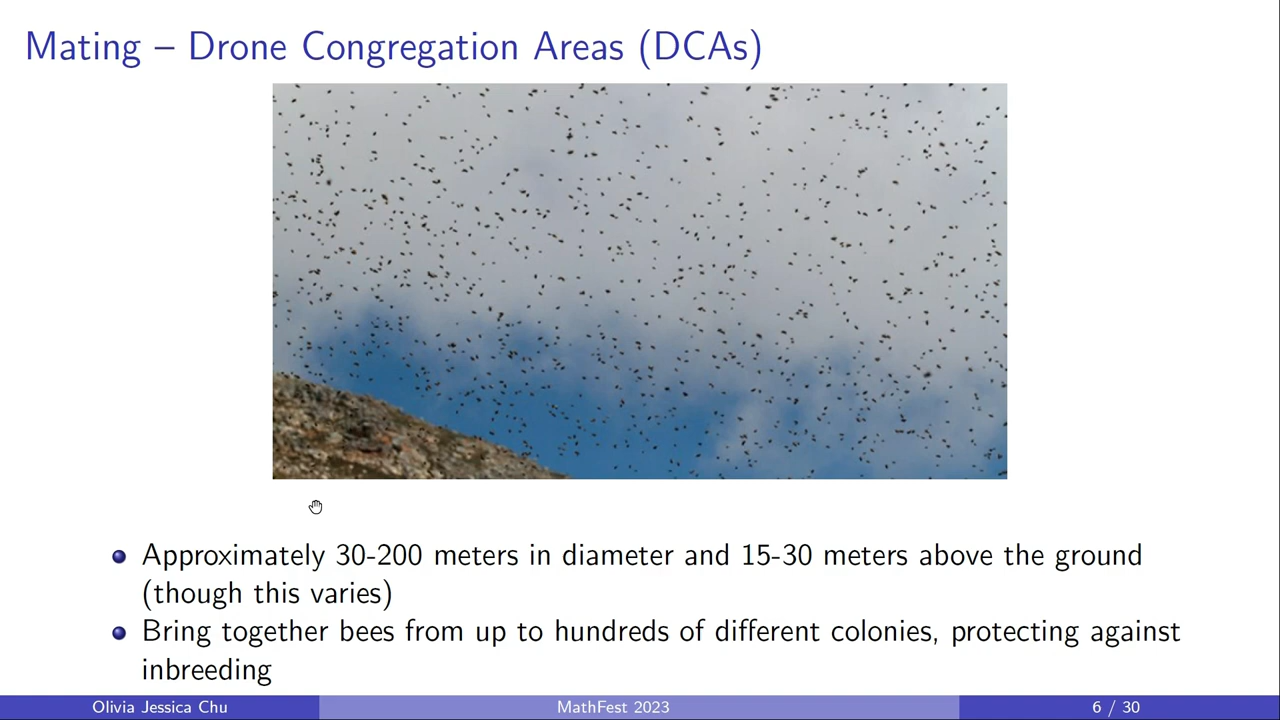 Mating – Drone Congregation Areas (DCAs)
Approximately 30-200 meters in diameter and 15-30 meters above the ground
(though this varies)
Bring together bees from up to hundreds of different colonies, protecting against
inbreeding
Olivia Jessica Chu
MathFest 2023
6 / 30